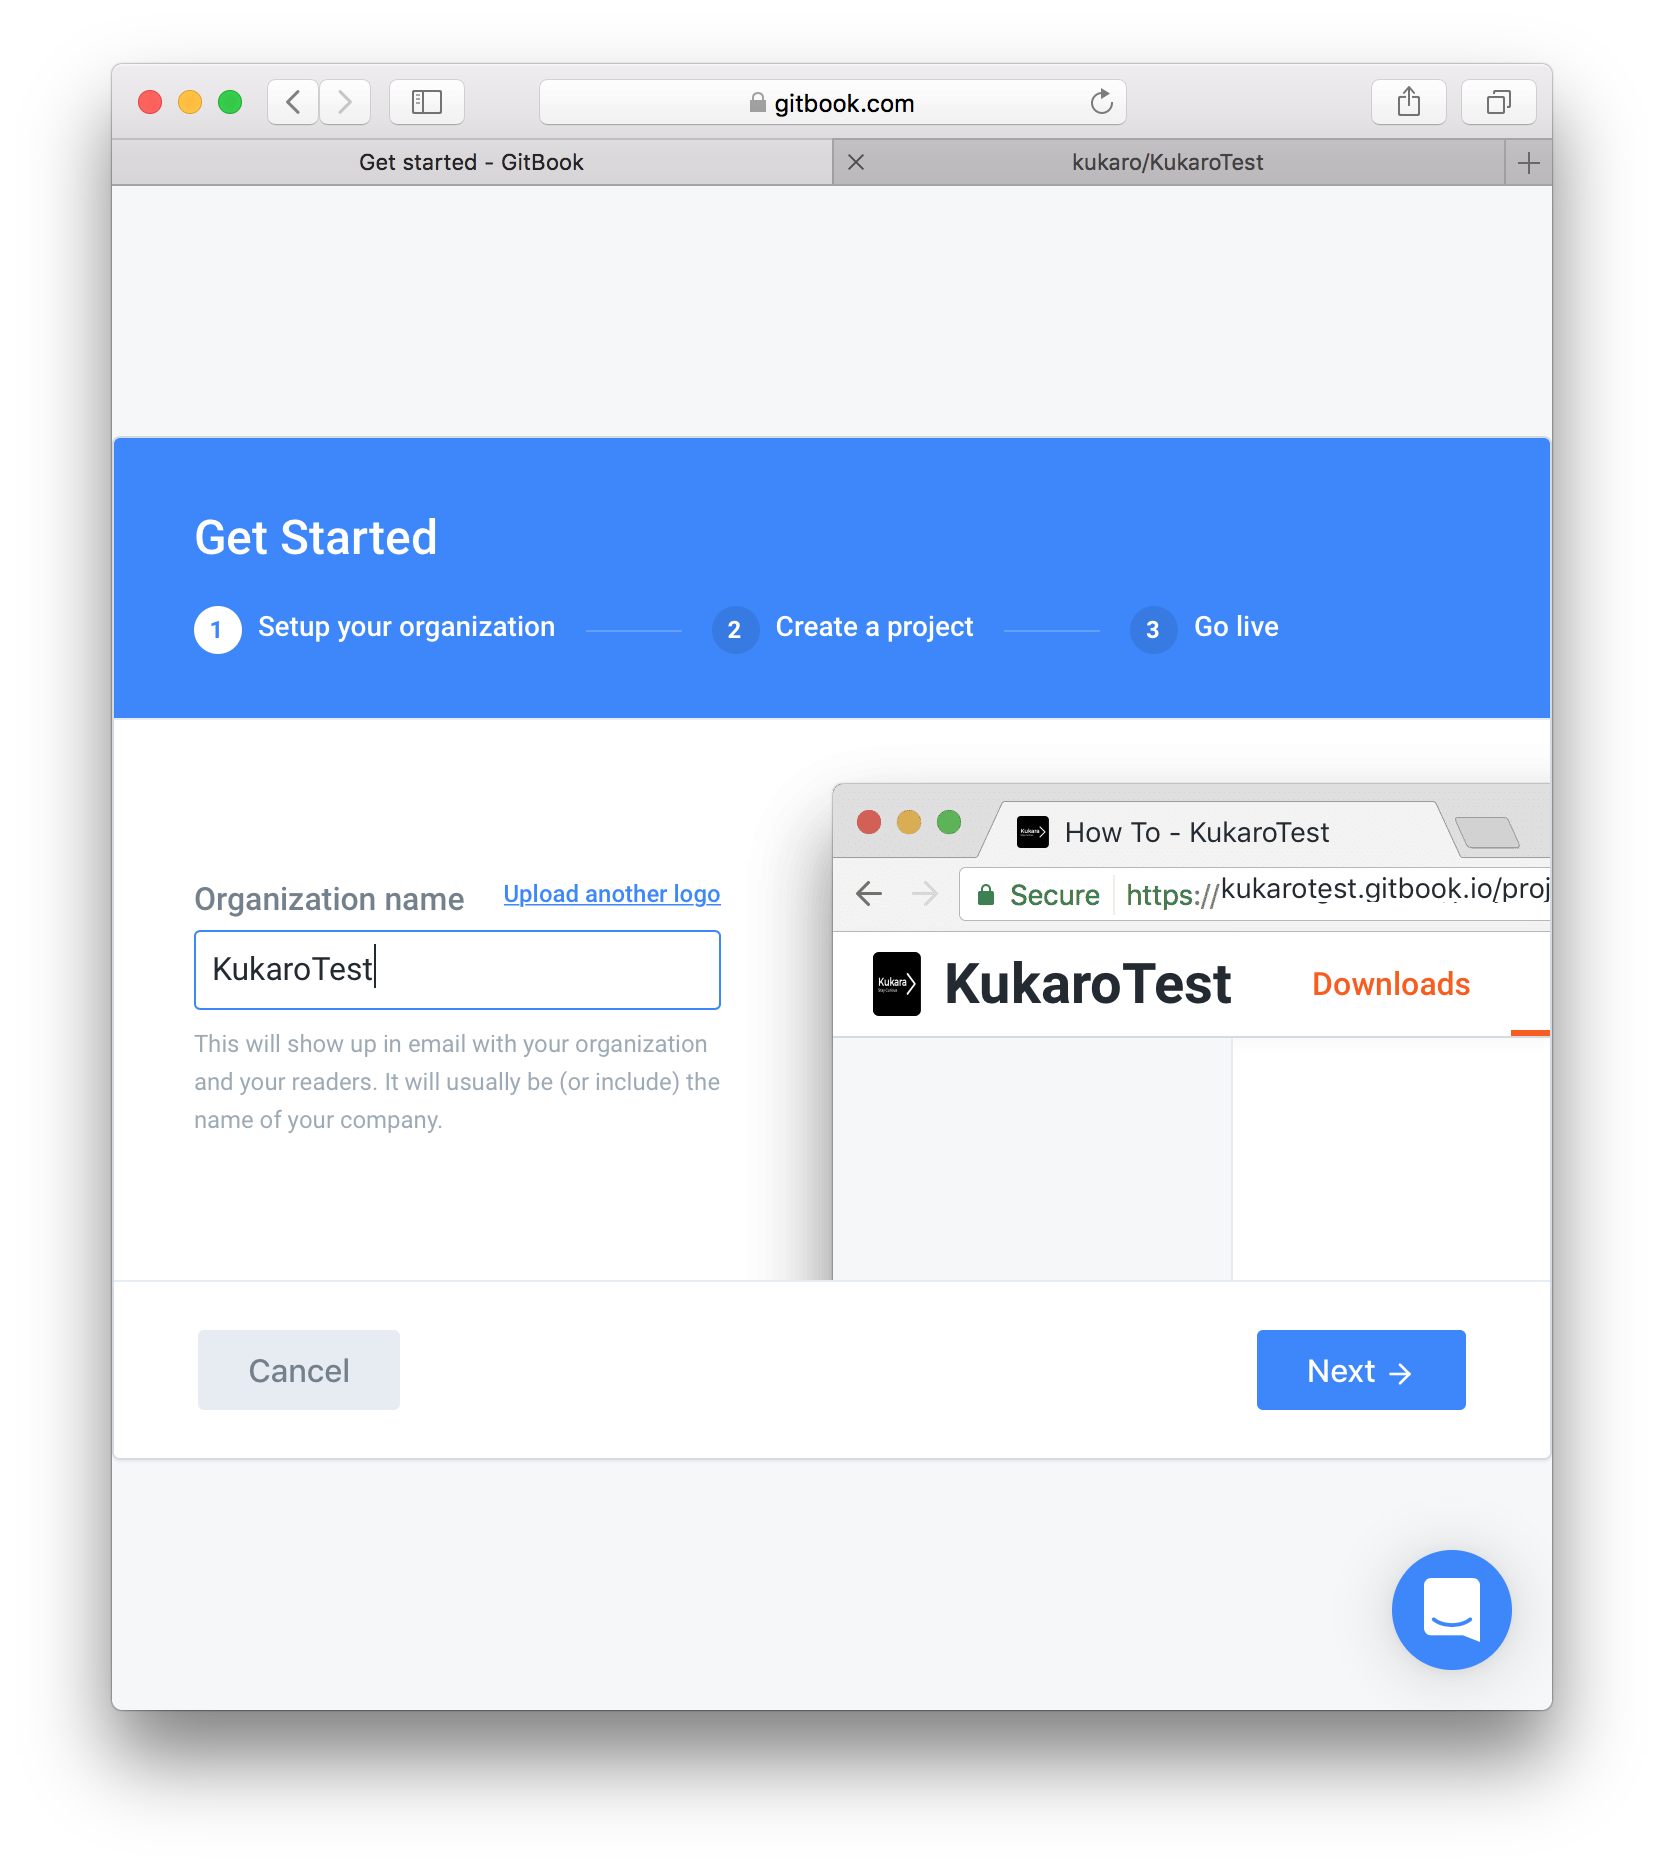 gitbook.com
Get started - GitBook
kukaro/KukaroTest
Get Started
1 Setup your organization
2 Create a project
3 Go live
How To - KukaroTest
Secure https://kukarotest.gitbook.io/proj
Organization name
Upload another logo
KukaroTest
Kukara
KukaroTest
Downloads
This will show up in email with your organization
and your readers. It will usually be (or include) the
name of your company.
Cancel
Next →